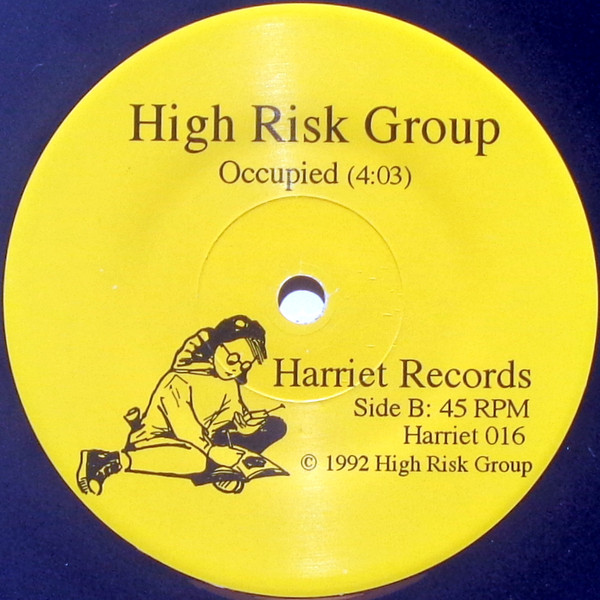 High Risk Group
Occupied (4:03)
Harriet Records
Side B: 45 RPM
Harriet 016
© 1992 High Risk Group